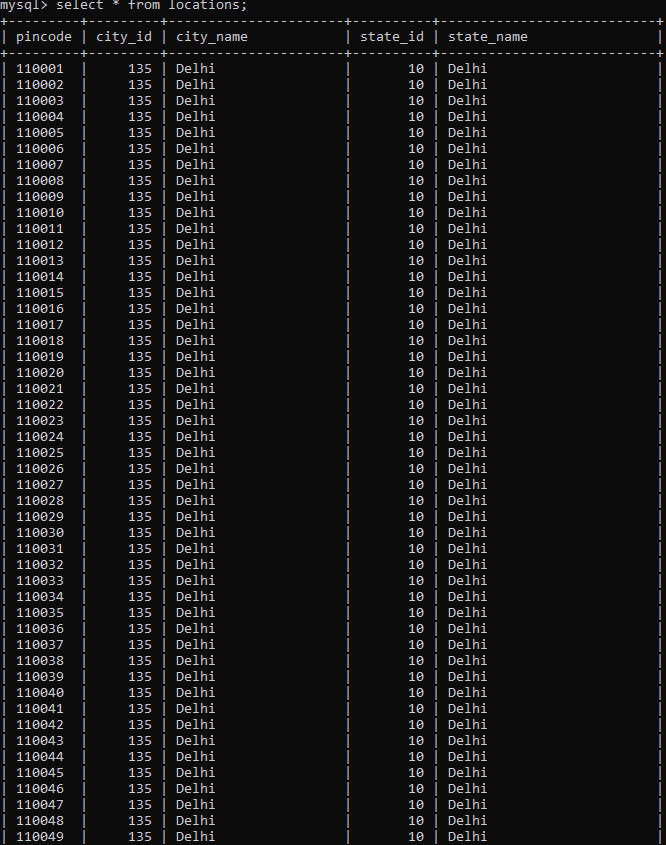 mysql> select * from locations;
+---------+---------+----------------------+----------+--------------------------+
| pincode | city_id | city_name            | state_id | state_name               |
+---------+---------+----------------------+----------+--------------------------+
| 110001  |     135 | Delhi                |       10 | Delhi                    |
| 110002  |     135 | Delhi                |       10 | Delhi                    |
| 110003  |     135 | Delhi                |       10 | Delhi                    |
| 110004  |     135 | Delhi                |       10 | Delhi                    |
| 110005  |     135 | Delhi                |       10 | Delhi                    |
| 110006  |     135 | Delhi                |       10 | Delhi                    |
| 110007  |     135 | Delhi                |       10 | Delhi                    |
| 110008  |     135 | Delhi                |       10 | Delhi                    |
| 110009  |     135 | Delhi                |       10 | Delhi                    |
| 110010  |     135 | Delhi                |       10 | Delhi                    |
| 110011  |     135 | Delhi                |       10 | Delhi                    |
| 110012  |     135 | Delhi                |       10 | Delhi                    |
| 110013  |     135 | Delhi                |       10 | Delhi                    |
| 110014  |     135 | Delhi                |       10 | Delhi                    |
| 110015  |     135 | Delhi                |       10 | Delhi                    |
| 110016  |     135 | Delhi                |       10 | Delhi                    |
| 110017  |     135 | Delhi                |       10 | Delhi                    |
| 110018  |     135 | Delhi                |       10 | Delhi                    |
| 110019  |     135 | Delhi                |       10 | Delhi                    |
| 110020  |     135 | Delhi                |       10 | Delhi                    |
| 110021  |     135 | Delhi                |       10 | Delhi                    |
| 110022  |     135 | Delhi                |       10 | Delhi                    |
| 110023  |     135 | Delhi                |       10 | Delhi                    |
| 110024  |     135 | Delhi                |       10 | Delhi                    |
| 110025  |     135 | Delhi                |       10 | Delhi                    |
| 110026  |     135 | Delhi                |       10 | Delhi                    |
| 110027  |     135 | Delhi                |       10 | Delhi                    |
| 110028  |     135 | Delhi                |       10 | Delhi                    |
| 110029  |     135 | Delhi                |       10 | Delhi                    |
| 110030  |     135 | Delhi                |       10 | Delhi                    |
| 110031  |     135 | Delhi                |       10 | Delhi                    |
| 110032  |     135 | Delhi                |       10 | Delhi                    |
| 110033  |     135 | Delhi                |       10 | Delhi                    |
| 110034  |     135 | Delhi                |       10 | Delhi                    |
| 110035  |     135 | Delhi                |       10 | Delhi                    |
| 110036  |     135 | Delhi                |       10 | Delhi                    |
| 110037  |     135 | Delhi                |       10 | Delhi                    |
| 110038  |     135 | Delhi                |       10 | Delhi                    |
| 110039  |     135 | Delhi                |       10 | Delhi                    |
| 110040  |     135 | Delhi                |       10 | Delhi                    |
| 110041  |     135 | Delhi                |       10 | Delhi                    |
| 110042  |     135 | Delhi                |       10 | Delhi                    |
| 110043  |     135 | Delhi                |       10 | Delhi                    |
| 110044  |     135 | Delhi                |       10 | Delhi                    |
| 110045  |     135 | Delhi                |       10 | Delhi                    |
| 110046  |     135 | Delhi                |       10 | Delhi                    |
| 110047  |     135 | Delhi                |       10 | Delhi                    |
| 110048  |     135 | Delhi                |       10 | Delhi                    |
| 110049  |     135 | Delhi                |       10 | Delhi                    |